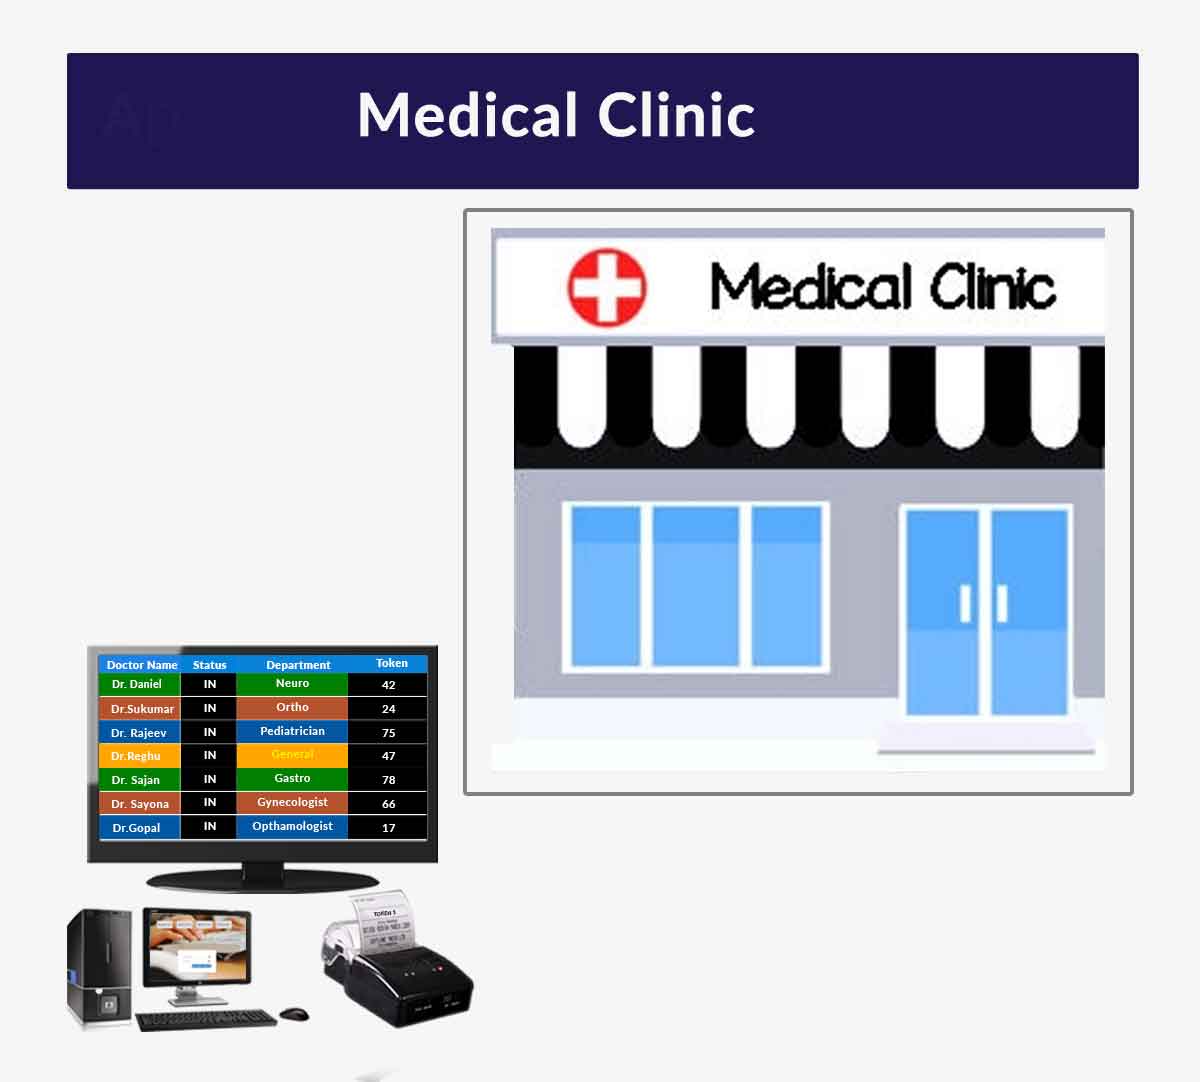 Medical Clinic
Medical Clinic
Doctor Name Status Department Token
Dr. Daniel IN Neuro 42
Dr.Sukumar IN Ortho 24
Dr. Rajeev IN Pediatrician 75
Dr.Reghu IN General 47
Dr. Sajan IN Gastro 78
Dr. Sayona IN Gynecologist 66
Dr.Gopal IN Opthamologist 17